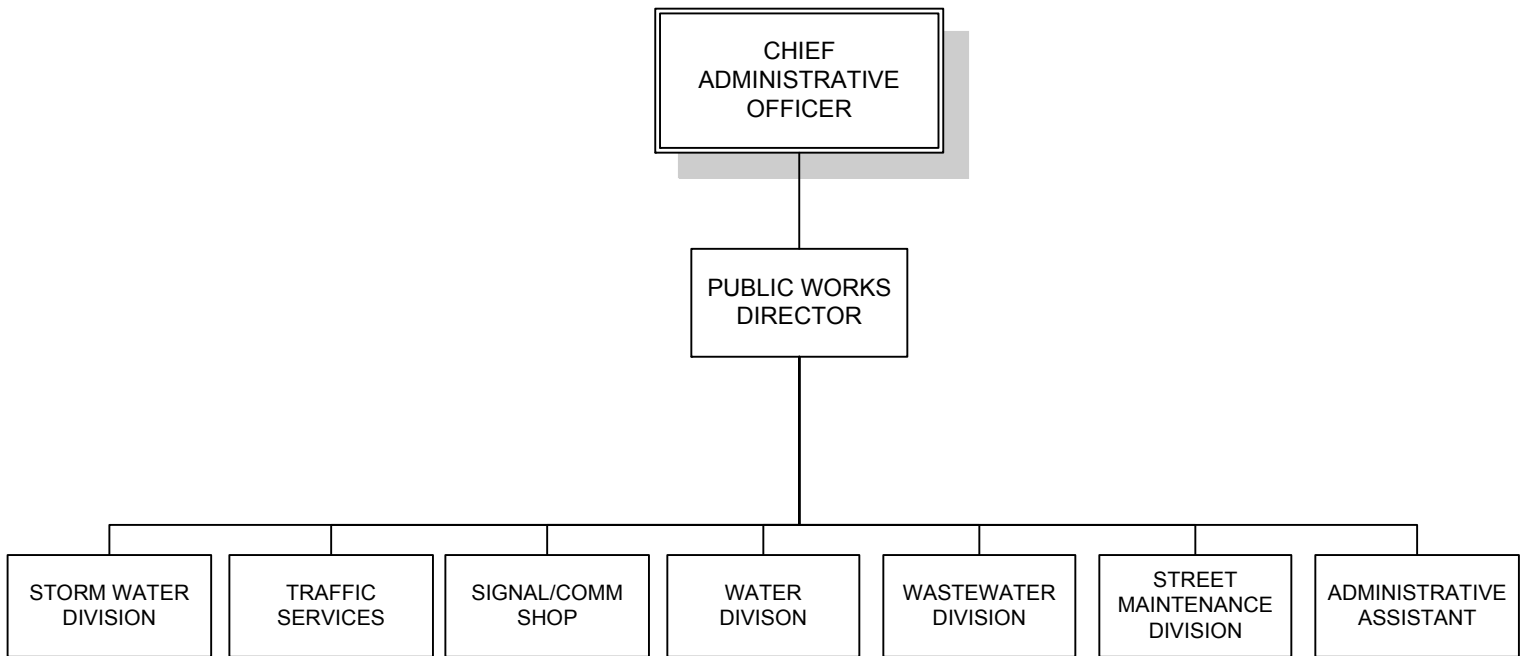 CHIEF
ADMINISTRATIVE
OFFICER
PUBLIC WORKS
DIRECTOR
STORM WATER
DIVISION
TRAFFIC
SERVICES
SIGNAL/COMM
SHOP
WATER
DIVISON
WASTEWATER
DIVISION
STREET
MAINTENANCE
DIVISION
ADMINISTRATIVE
ASSISTANT